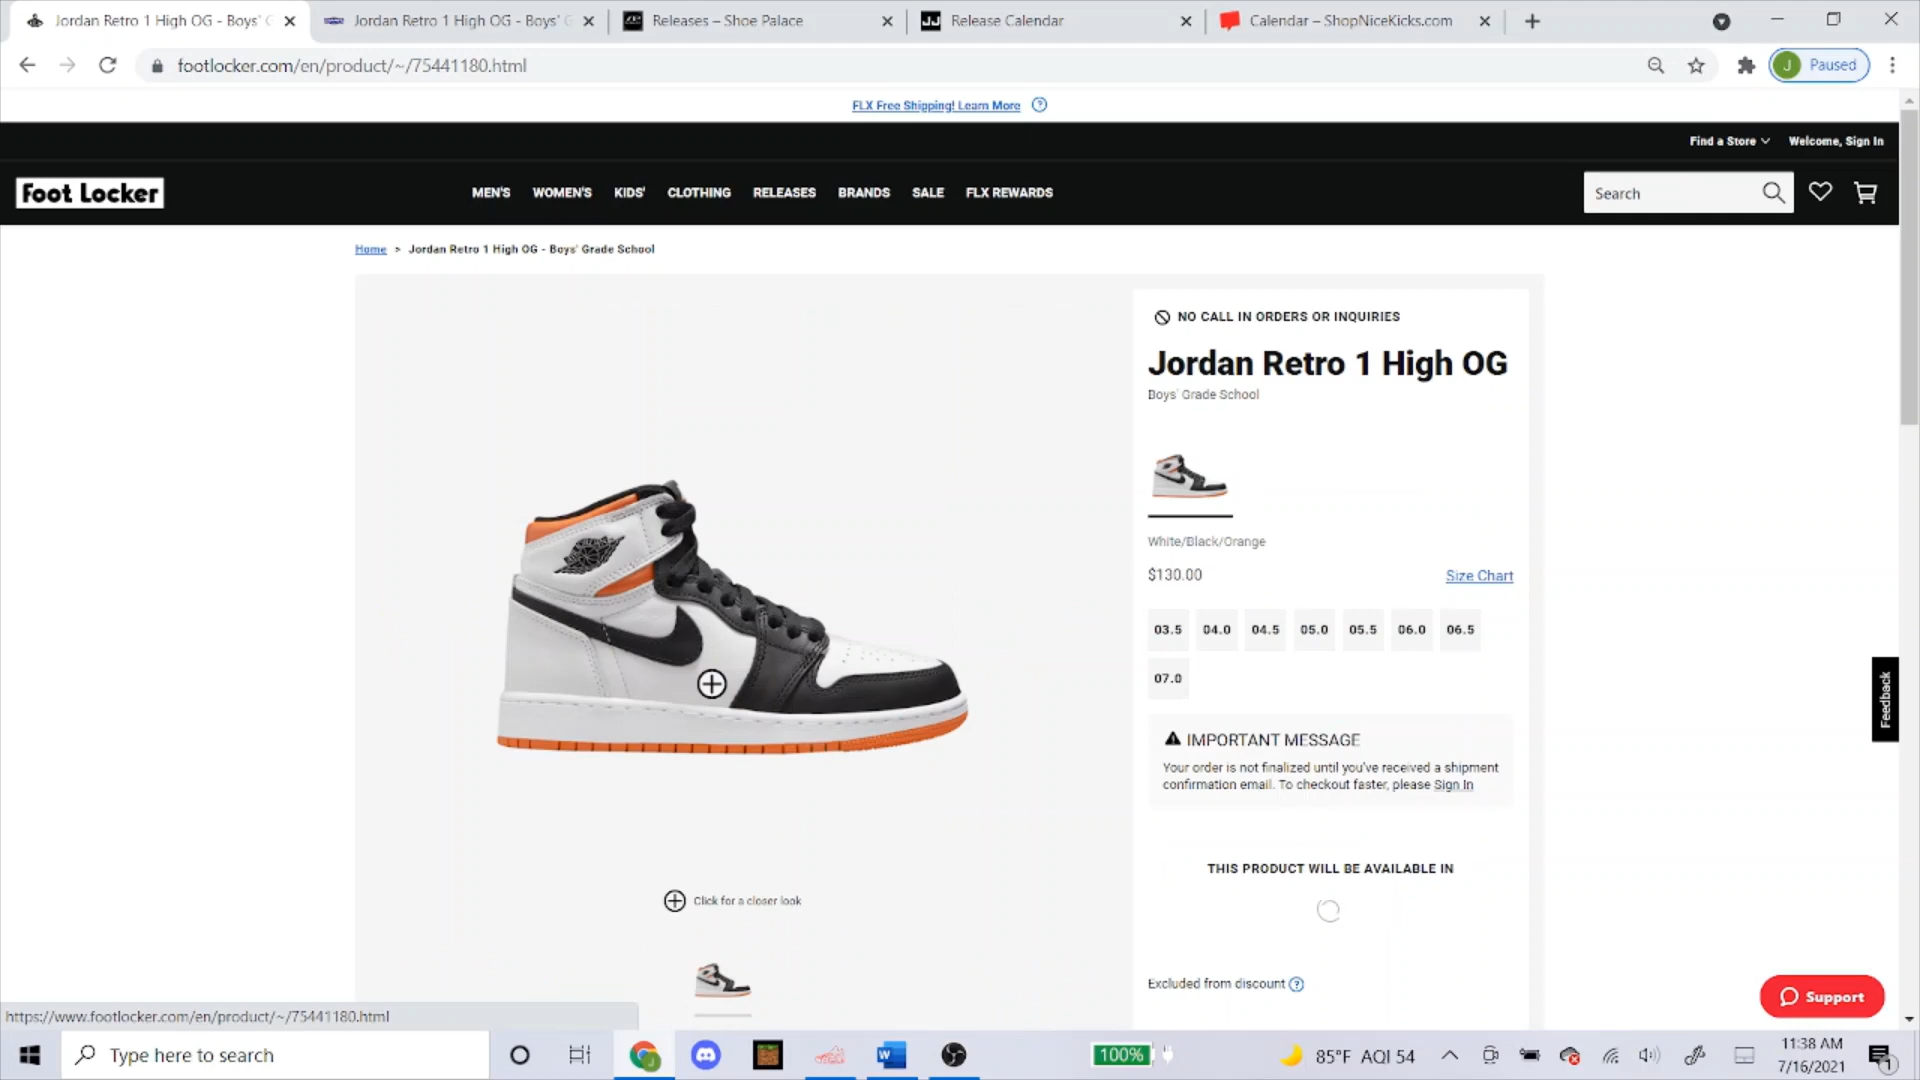 Jordan Retro 1 High OG - Boys' G
Jordan Retro 1 High OG - Boys' G
Releases – Shoe Palace
Release Calendar
Calendar – ShopNiceKicks.com
footlocker.com/en/product/~/75441180.html
J
Paused
FLX Free Shipping! Learn More
Find a Store
Welcome, Sign In
Foot Locker
MEN'S
WOMEN'S
KIDS'
CLOTHING
RELEASES
BRANDS
SALE
FLX REWARDS
Search
Home > Jordan Retro 1 High OG - Boys' Grade School
NO CALL IN ORDERS OR INQUIRIES
Jordan Retro 1 High OG
Boys' Grade School
White/Black/Orange
$130.00
Size Chart
03.5 04.0 04.5 05.0 05.5 06.0 06.5
07.0
Feedback
IMPORTANT MESSAGE
Your order is not finalized until you've received a shipment
confirmation email. To checkout faster, please Sign In
THIS PRODUCT WILL BE AVAILABLE IN
Click for a closer look
Excluded from discount
Support
https://www.footlocker.com/en/product/~/75441180.html
Type here to search
100%
85°F AQI 54
11:38 AM
7/16/2021
1